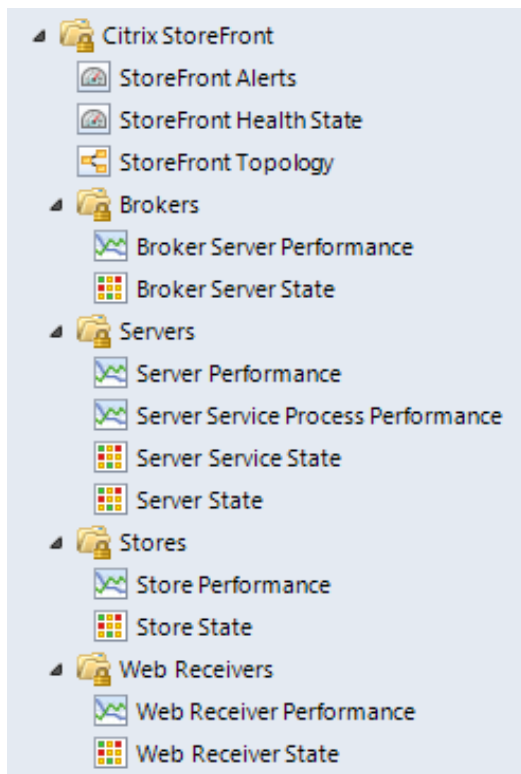 Citrix StoreFront
StoreFront Alerts
StoreFront Health State
StoreFront Topology
Brokers
Broker Server Performance
Broker Server State
Servers
Server Performance
Server Service Process Performance
Server Service State
Server State
Stores
Store Performance
Store State
Web Receivers
Web Receiver Performance
Web Receiver State